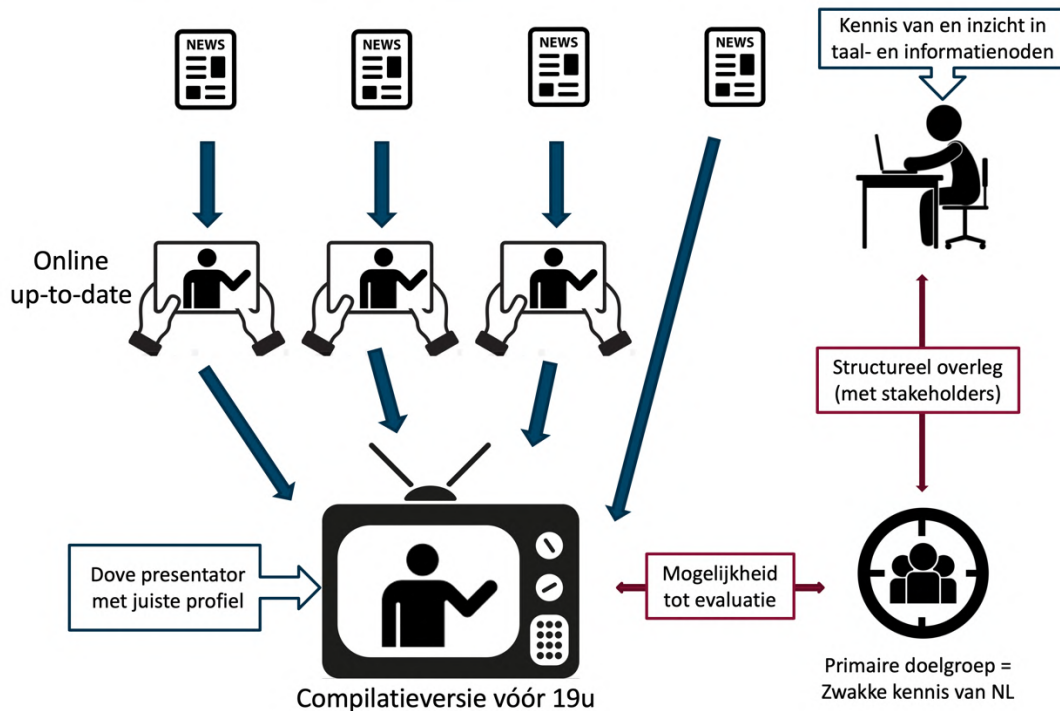 NEWS
NEWS
NEWS
NEWS
Kennis van en inzicht in
taal- en informatienoden
Online
up-to-date
Structureel overleg
(met stakeholders)
Dove presentator
met juiste profiel
Mogelijkheid
tot evaluatie
Compilatieversie vóór 19u
Primaire doelgroep =
Zwakke kennis van NL